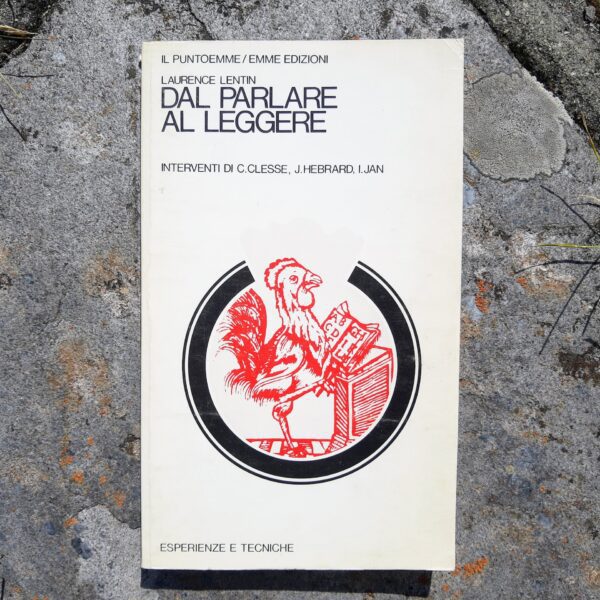 IL PUNTOEMME/EMME EDIZIONI
LAURENCE LENTIN
DAL PARLARE
AL LEGGERE
INTERVENTI DI C.CLESSE, J.HEBRARD, I.JAN
ESPERIENZE E TECNICHE